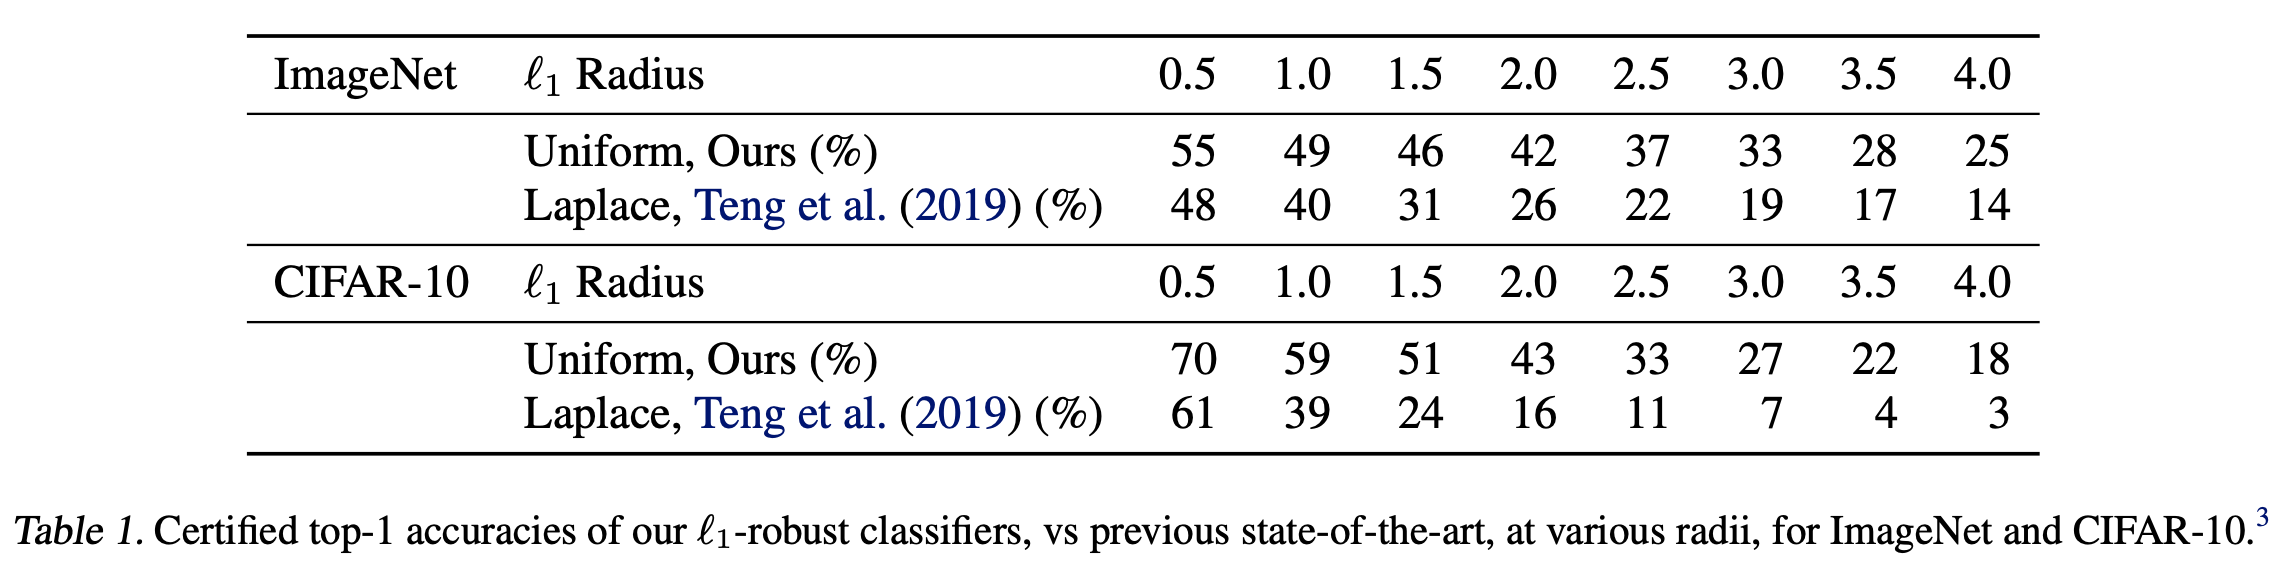 ImageNet ℓ₁ Radius 0.5 1.0 1.5 2.0 2.5 3.0 3.5 4.0
Uniform, Ours (%) 55 49 46 42 37 33 28 25
Laplace, Teng et al. (2019) (%) 48 40 31 26 22 19 17 14
CIFAR-10 ℓ₁ Radius 0.5 1.0 1.5 2.0 2.5 3.0 3.5 4.0
Uniform, Ours (%) 70 59 51 43 33 27 22 18
Laplace, Teng et al. (2019) (%) 61 39 24 16 11 7 4 3
Table 1. Certified top-1 accuracies of our ℓ₁-robust classifiers, vs previous state-of-the-art, at various radii, for ImageNet and CIFAR-10.³